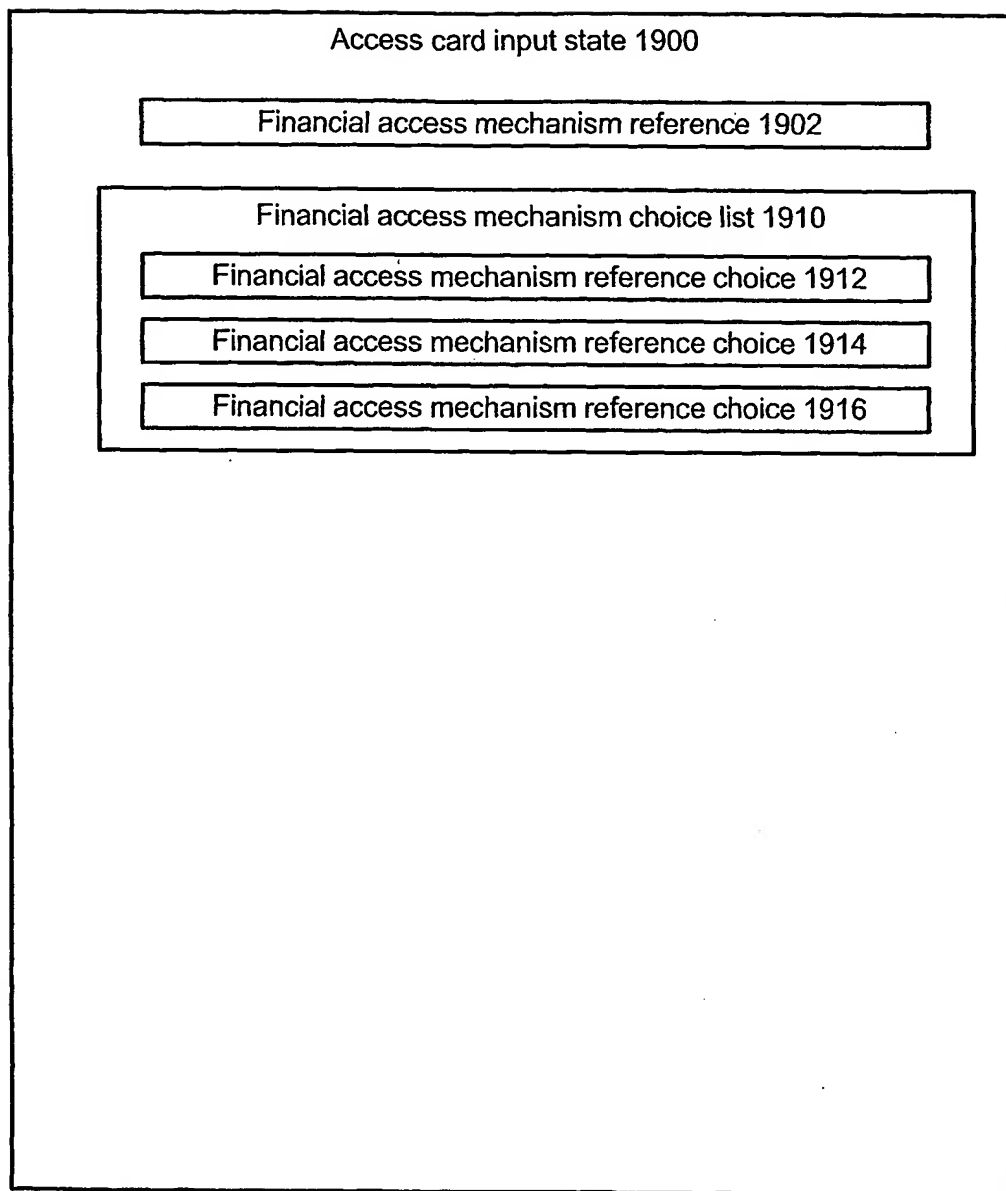 Access card input state 1900
Financial access mechanism reference 1902
Financial access mechanism choice list 1910
Financial access mechanism reference choice 1912
Financial access mechanism reference choice 1914
Financial access mechanism reference choice 1916